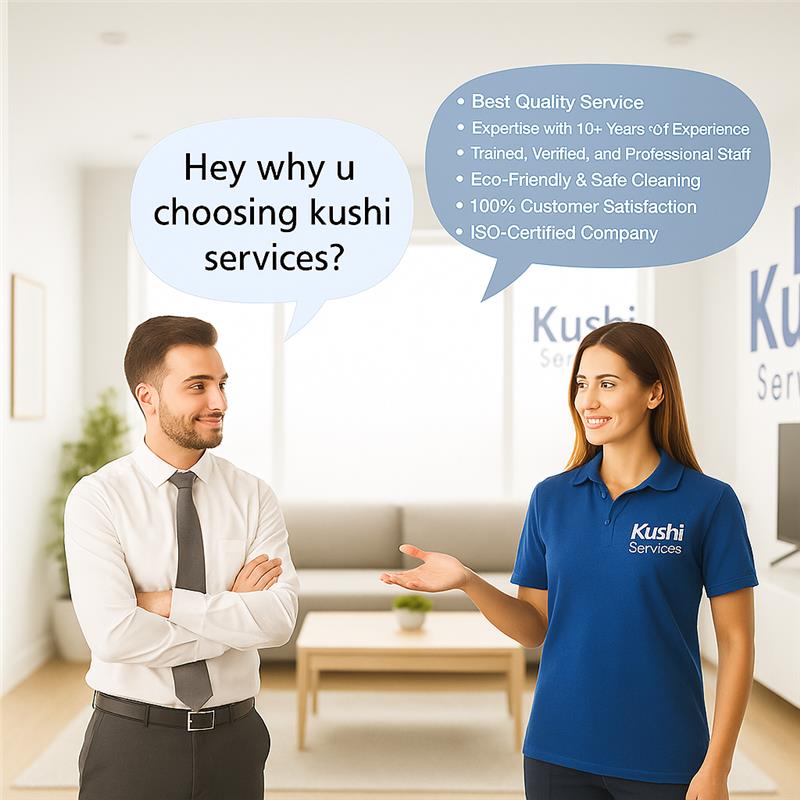 Hey why u
choosing kushi
services?
• Best Quality Service
• Expertise with 10+ Years of Experience
• Trained, Verified, and Professional Staff
• Eco-Friendly & Safe Cleaning
• 100% Customer Satisfaction
• ISO-Certified Company
Kushi
Ku
Serv
Kushi
Services